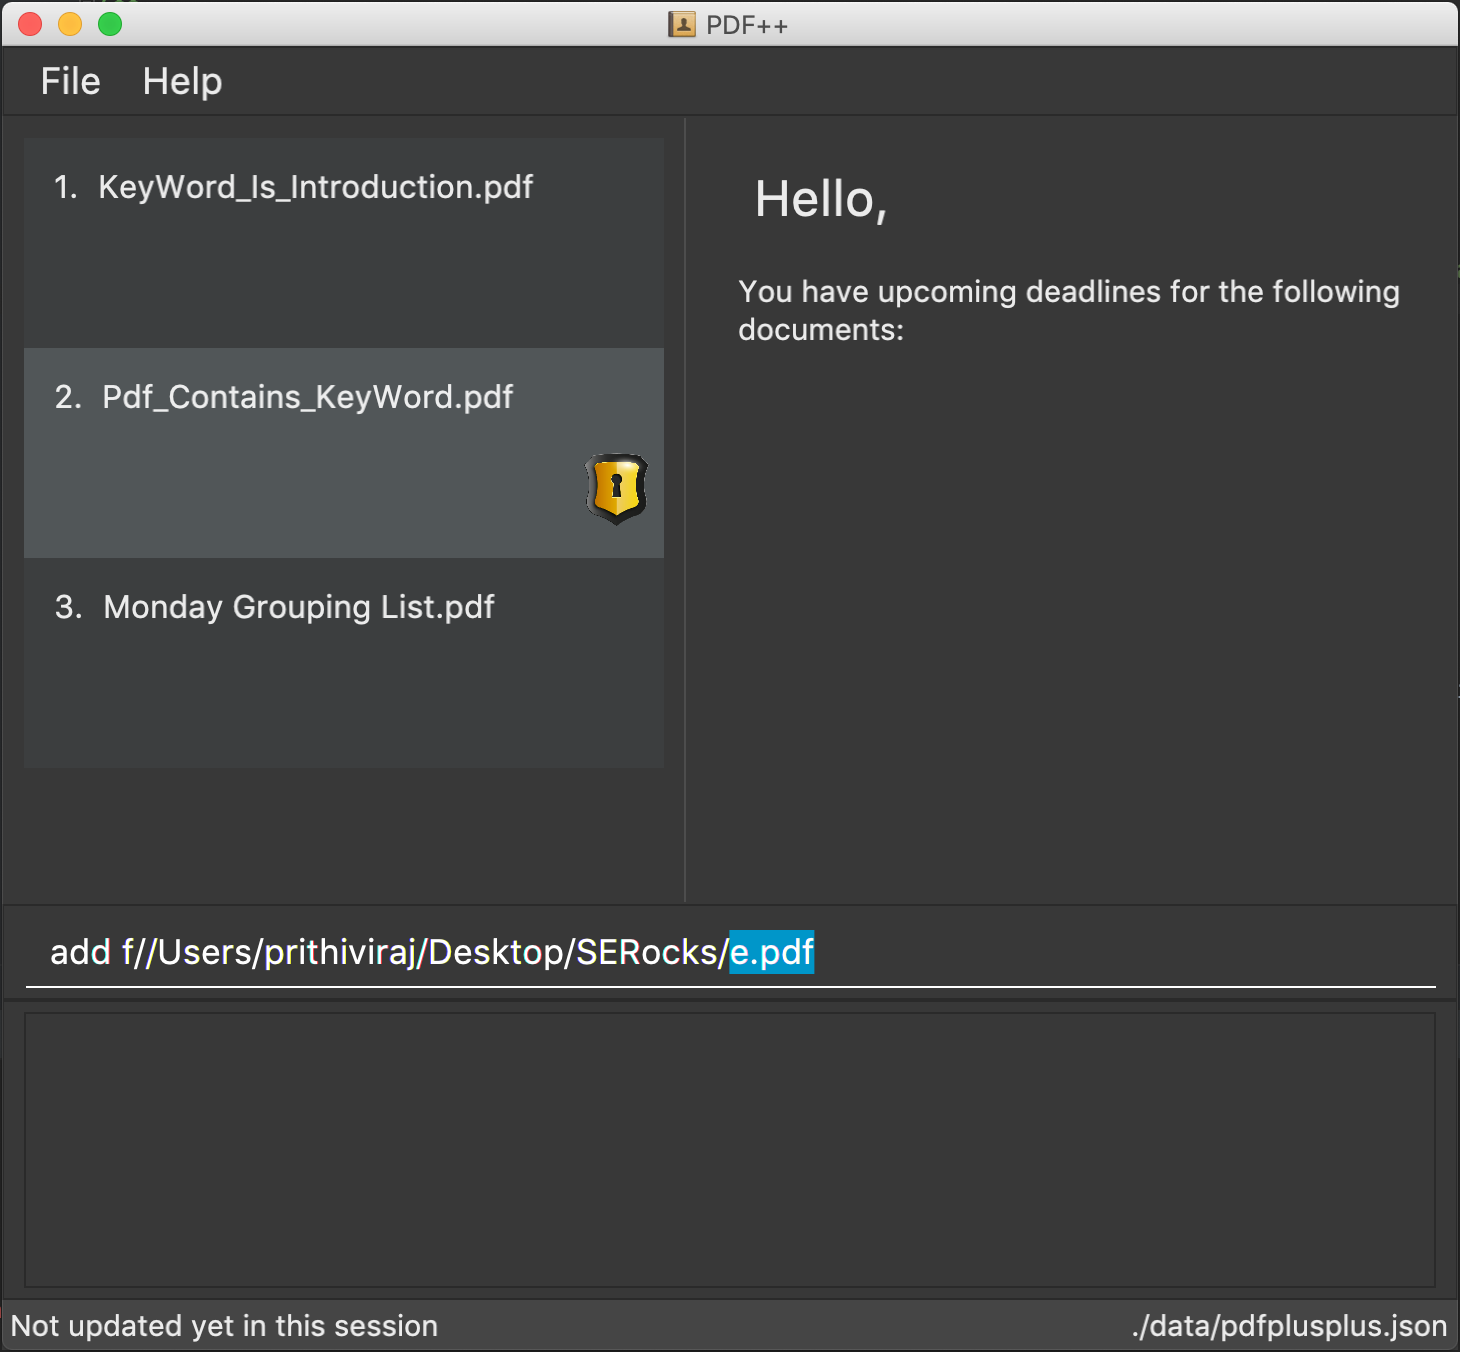 PDF++
File Help
1. KeyWord_Is_Introduction.pdf
2. Pdf_Contains_KeyWord.pdf
3. Monday Grouping List.pdf
Hello,
You have upcoming deadlines for the following
documents:
add f//Users/prithiviraj/Desktop/SERocks/e.pdf
Not updated yet in this session
./data/pdfplusplus.json